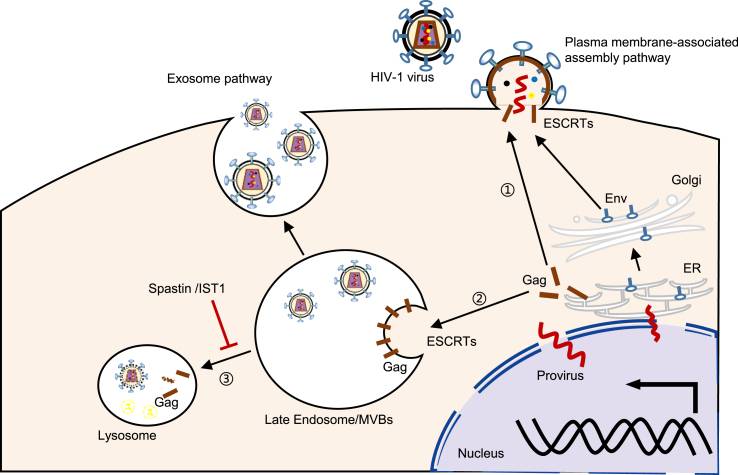 Plasma membrane-associated
assembly pathway
HIV-1 virus
Exosome pathway
ESCRTs
Golgi
①
Env
ER
Gag
②
Spastin /IST1
ESCRTs
Gag
③
Provirus
Gag
Late Endosome/MVBs
Lysosome
Nucleus